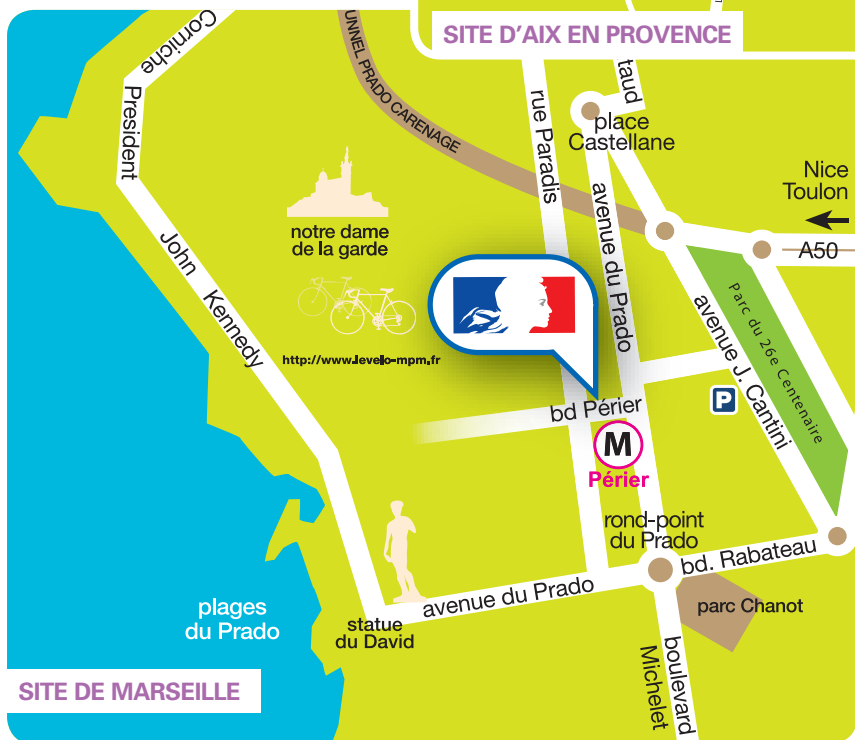 SITE D'AIX EN PROVENCE
Corniche
President
John
Kennedy
UNNEL PRADO CARENAGE
rue Paradis
taud
place
Castellane
Nice
Toulon
A50
notre dame
de la garde
http://www.levelo-mpm.fr
avenue du Prado
avenue J. Cantini
Parc du 26e Centenaire
P
bd Périer
M
Périer
rond-point
du Prado
bd. Rabateau
avenue du Prado
parc Chanot
plages
du Prado
statue
du David
boulevard
Michelet
SITE DE MARSEILLE